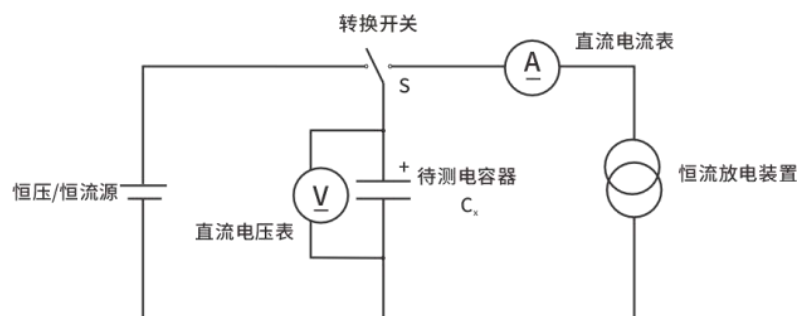 转换开关
直流电流表
A
S
恒压/恒流源
V
+
待测电容器
Cₓ
直流电压表
恒流放电装置